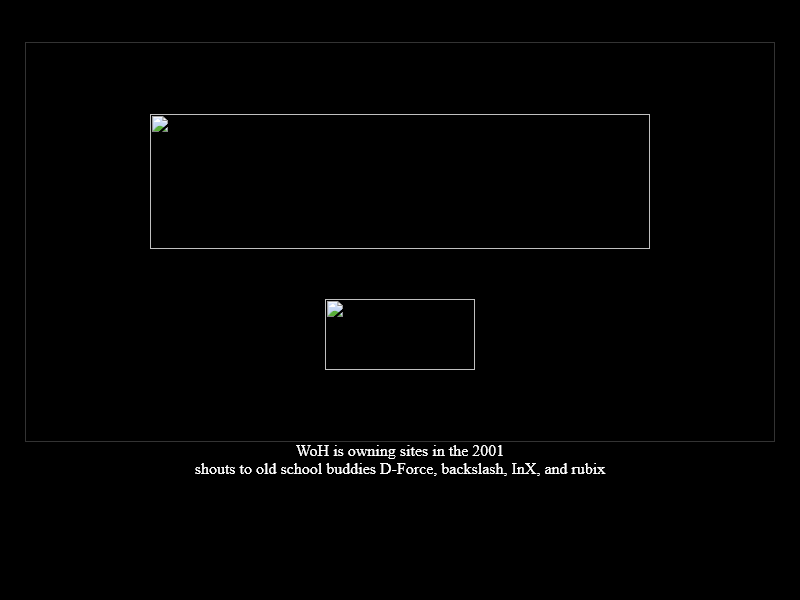 WoH is owning sites in the 2001
shouts to old school buddies D-Force, backslash, InX, and rubix